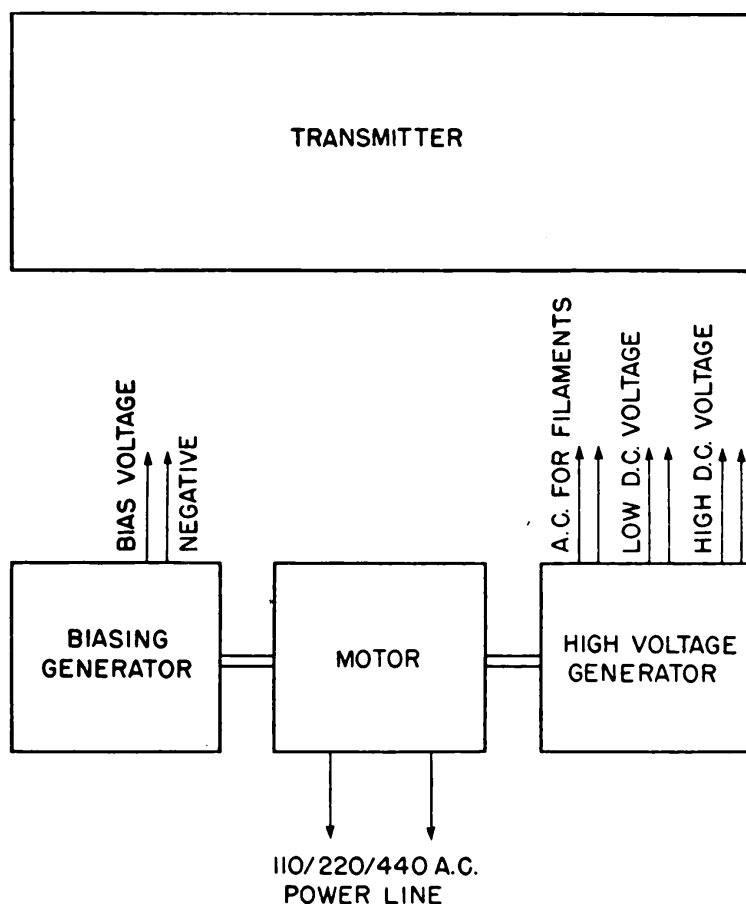 TRANSMITTER
BIAS VOLTAGE
NEGATIVE
A.C. FOR FILAMENTS
LOW D.C. VOLTAGE
HIGH D.C. VOLTAGE
BIASING
GENERATOR
MOTOR
HIGH VOLTAGE
GENERATOR
110/220/440 A.C.
POWER LINE